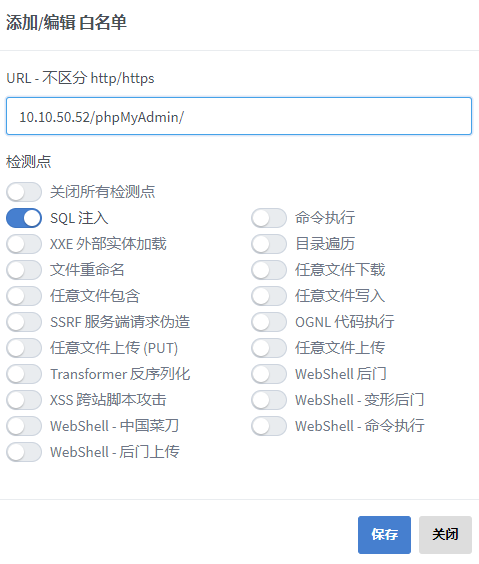 添加/编辑 白名单
URL - 不区分 http/https
10.10.50.52/phpMyAdmin/
检测点
关闭所有检测点
SQL 注入
命令执行
XXE 外部实体加载
目录遍历
文件重命名
任意文件下载
任意文件包含
任意文件写入
SSRF 服务端请求伪造
OGNL 代码执行
任意文件上传 (PUT)
任意文件上传
Transformer 反序列化
WebShell 后门
XSS 跨站脚本攻击
WebShell - 变形后门
WebShell - 中国菜刀
WebShell - 命令执行
WebShell - 后门上传
保存 关闭